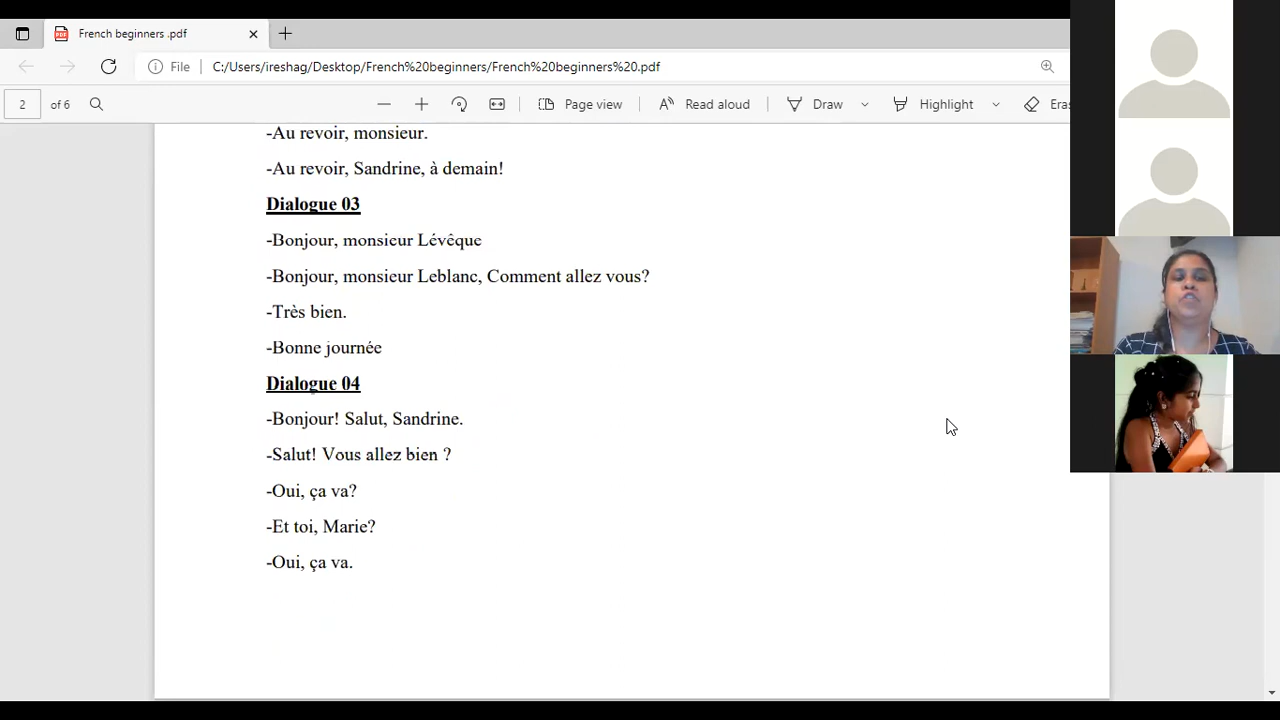 French beginners .pdf
File C:/Users/ireshag/Desktop/French%20beginners/French%20beginners%20.pdf
2 of 6 Page view Read aloud Draw Highlight Era
-Au revoir, monsieur.
-Au revoir, Sandrine, à demain!
Dialogue 03
-Bonjour, monsieur Lévêque
-Bonjour, monsieur Leblanc, Comment allez vous?
-Très bien.
-Bonne journée
Dialogue 04
-Bonjour! Salut, Sandrine.
-Salut! Vous allez bien ?
-Oui, ça va?
-Et toi, Marie?
-Oui, ça va.